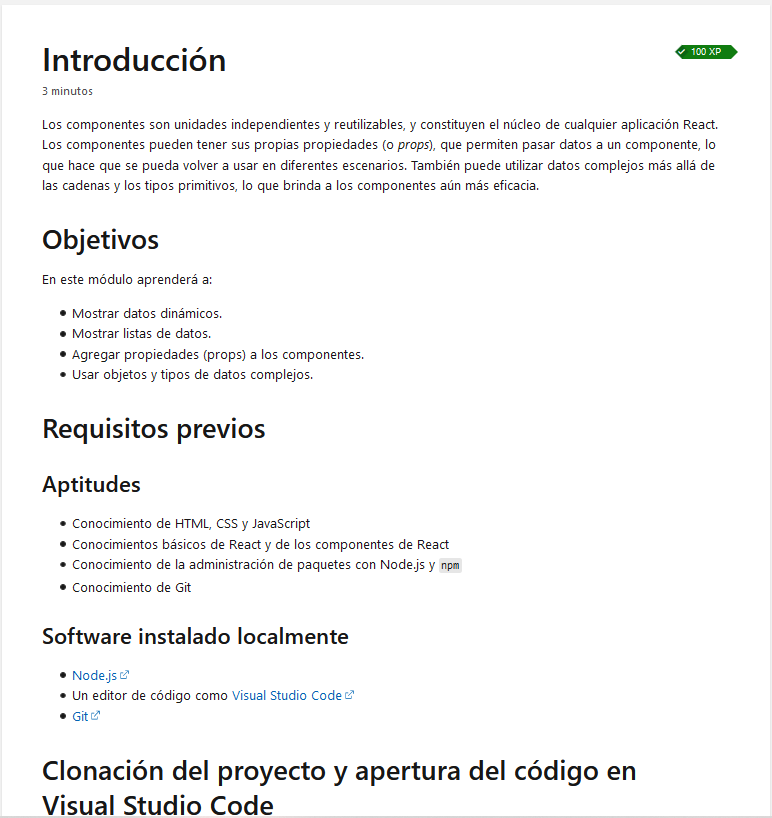 Introducción
100 XP
3 minutos
Los componentes son unidades independientes y reutilizables, y constituyen el núcleo de cualquier aplicación React.
Los componentes pueden tener sus propias propiedades (o props), que permiten pasar datos a un componente, lo
que hace que se pueda volver a usar en diferentes escenarios. También puede utilizar datos complejos más allá de
las cadenas y los tipos primitivos, lo que brinda a los componentes aún más eficacia.
Objetivos
En este módulo aprenderá a:
• Mostrar datos dinámicos.
• Mostrar listas de datos.
• Agregar propiedades (props) a los componentes.
• Usar objetos y tipos de datos complejos.
Requisitos previos
Aptitudes
• Conocimiento de HTML, CSS y JavaScript
• Conocimientos básicos de React y de los componentes de React
• Conocimiento de la administración de paquetes con Node.js y npm
• Conocimiento de Git
Software instalado localmente
• Node.js
• Un editor de código como Visual Studio Code
• Git
Clonación del proyecto y apertura del código en
Visual Studio Code